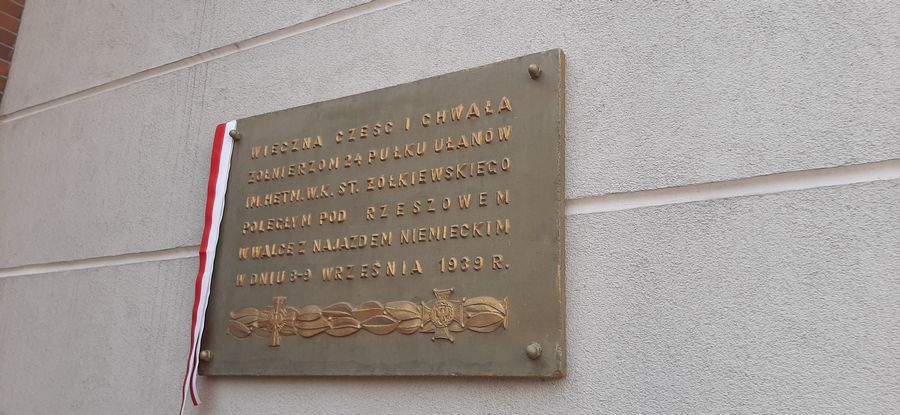 WIECZNA CZEŚĆ I CHWAŁA
ŻOŁNIERZOM 24 PUŁKU UŁANÓW
IM. HETM. W.K. ST. ŻÓŁKIEWSKIEGO
POLEGŁYM POD RZESZOWEM
W WALCE Z NAJAZDEM NIEMIECKIM
W DNIU 8-9 WRZEŚNIA 1939 R.